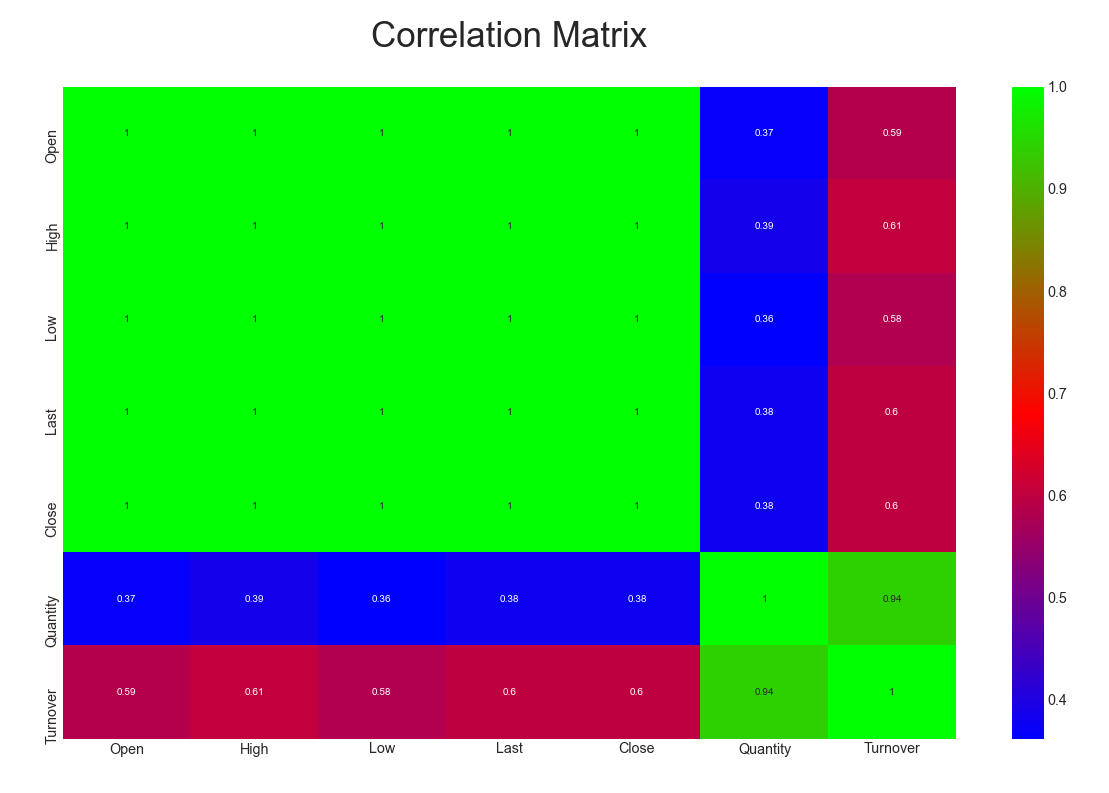 Correlation Matrix
Open 1 1 1 1 1 0.37 0.59
High 1 1 1 1 1 0.39 0.61
Low 1 1 1 1 1 0.36 0.58
Last 1 1 1 1 1 0.38 0.6
Close 1 1 1 1 1 0.38 0.6
Quantity 0.37 0.39 0.36 0.38 0.38 1 0.94
Turnover 0.59 0.61 0.58 0.6 0.6 0.94 1
Open High Low Last Close Quantity Turnover
1.0
0.9
0.8
0.7
0.6
0.5
0.4